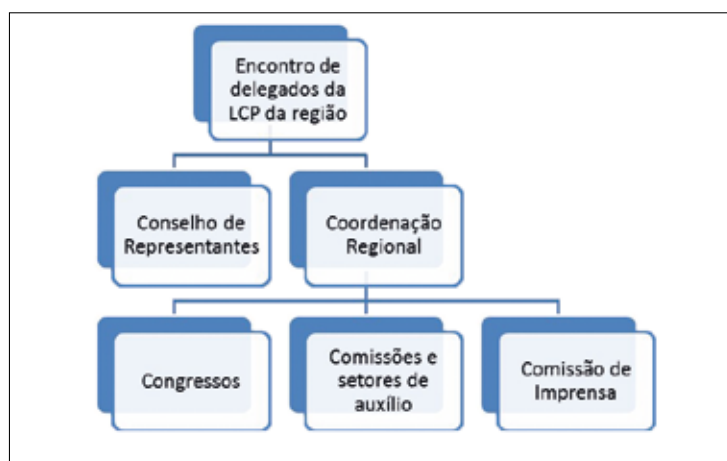 Encontro de
delegados da
LCP da região
Conselho de
Representantes
Coordenação
Regional
Congressos
Comissões e
setores de
auxílio
Comissão de
Imprensa